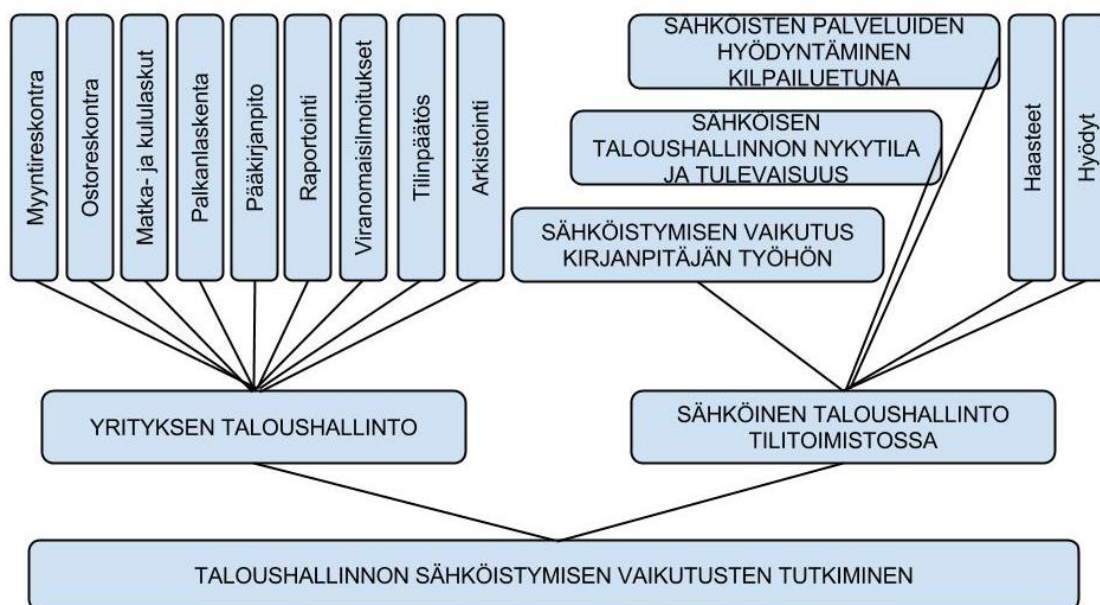 Myyntireskontra
Ostoreskontra
Matka- ja kululaskut
Palkanlaskenta
Pääkirjanpito
Raportointi
Viranomaisilmoitukset
Tilinpäätös
Arkistointi
SÄHKÖISTEN PALVELUIDEN
HYÖDYNTÄMINEN
KILPAILUETUNA
SÄHKÖISEN
TALOUSHALLINNON NYKYTILA
JA TULEVAISUUS
SÄHKÖISTYMISEN VAIKUTUS
KIRJANPITÄJÄN TYÖHÖN
Haasteet
Hyödyt
YRITYKSEN TALOUSHALLINTO
SÄHKÖINEN TALOUSHALLINTO
TILITOIMISTOSSA
TALOUSHALLINNON SÄHKÖISTYMISEN VAIKUTUSTEN TUTKIMINEN